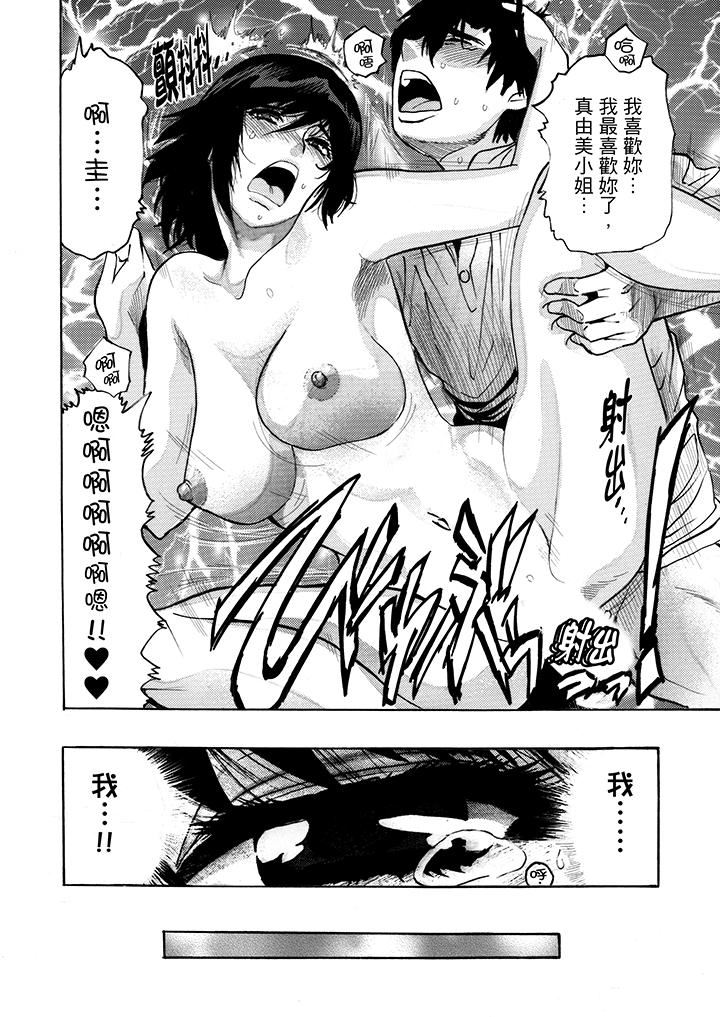 哈啊
我喜歡妳…
我最喜歡妳了，
真由美小姐…
啊唔
顫抖抖…
啊…圭…
啊啊
嗯啊啊啊啊啊嗯!!♥♥
射出…
射出
我……
呼…
我…!!